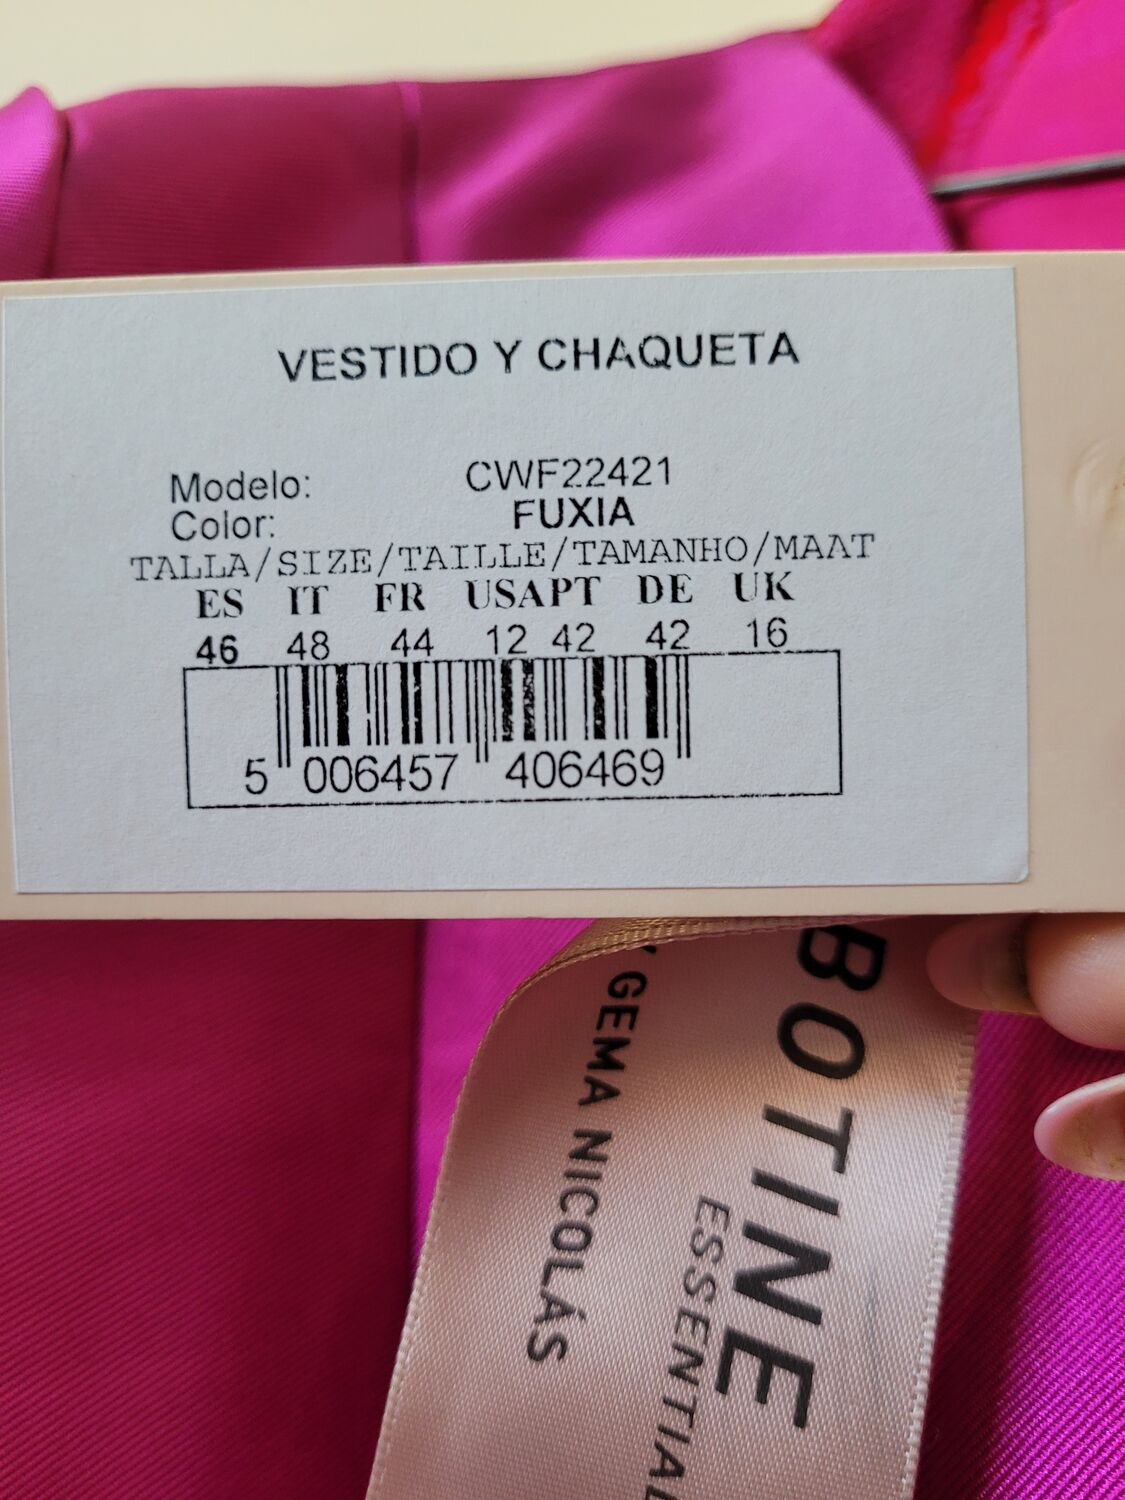 VESTIDO Y CHAQUETA
Modelo: CWF22421
Color: FUXIA
TALLA/SIZE/TAILLE/TAMANHO/MAAT
ES IT FR USAPT DE UK
46 48 44 12 42 42 16
5 006457 406469
BOTINE
ESSENTIAL
GEMA NICOLÁS